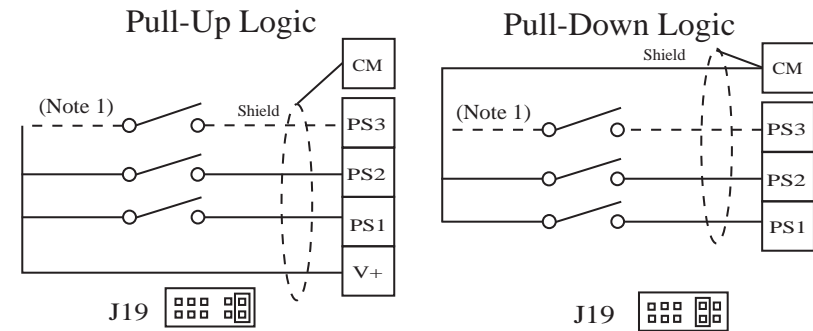 Pull-Up Logic
CM
(Note 1)
Shield
PS3
PS2
PS1
V+
J19
Pull-Down Logic
Shield
CM
(Note 1)
PS3
PS2
PS1
J19